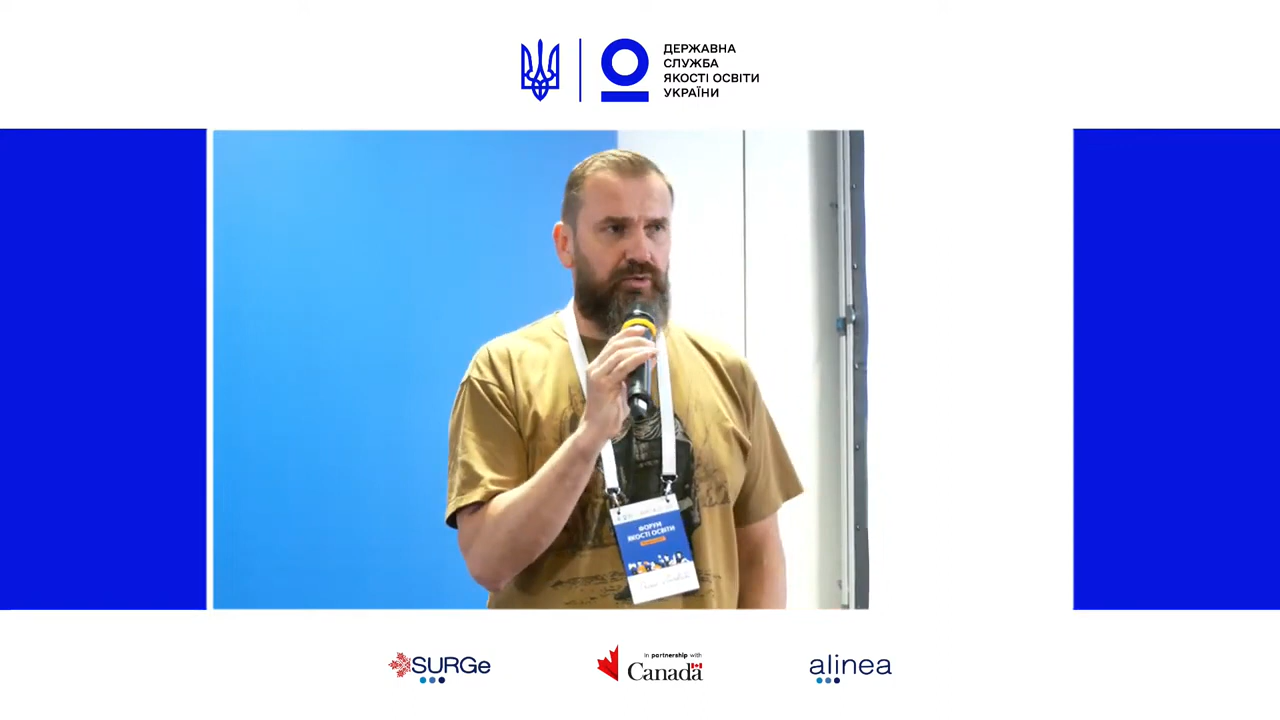 ДЕРЖАВНА
СЛУЖБА
ЯКОСТІ ОСВІТИ
УКРАЇНИ
ФОРУМ
ЯКОСТІ ОСВІТИ
SURGe
in partnership with
Canada
alinea